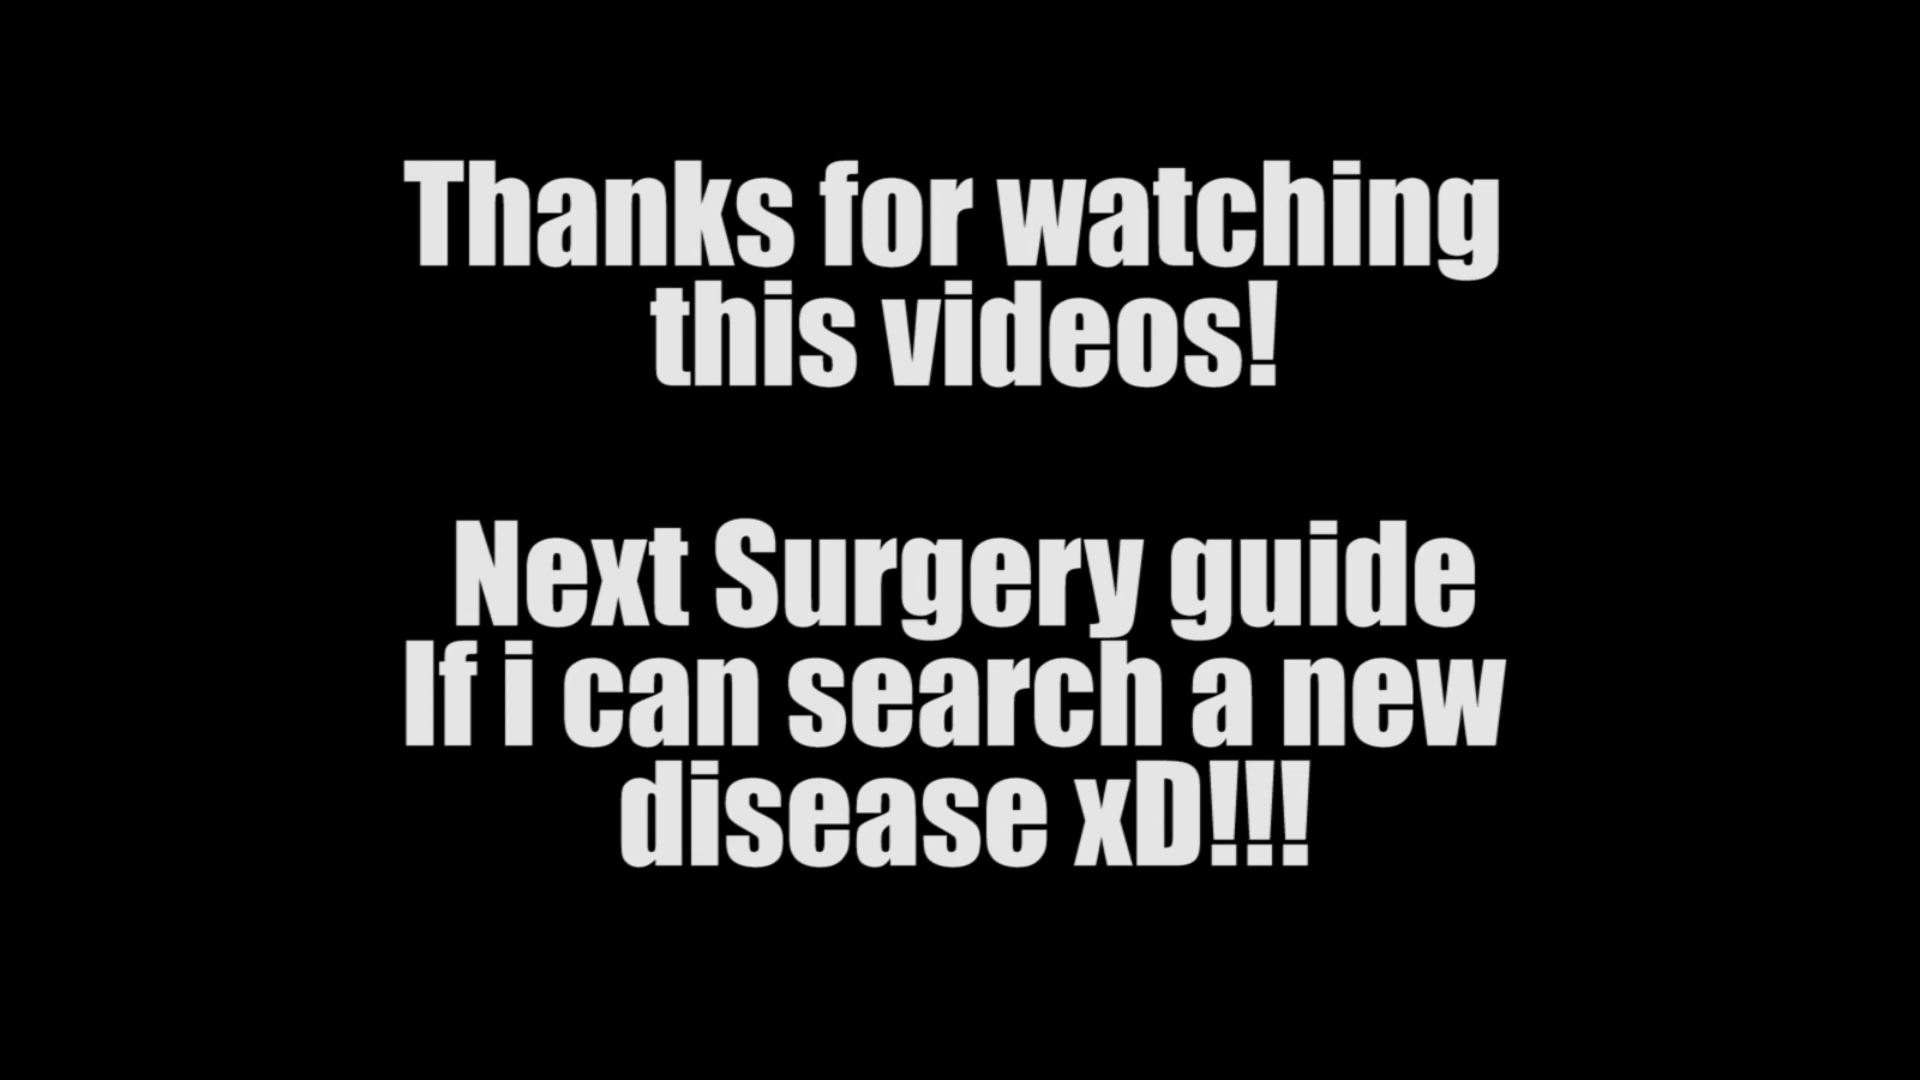 Thanks for watching
this videos!
Next Surgery guide
If i can search a new
disease xD!!!